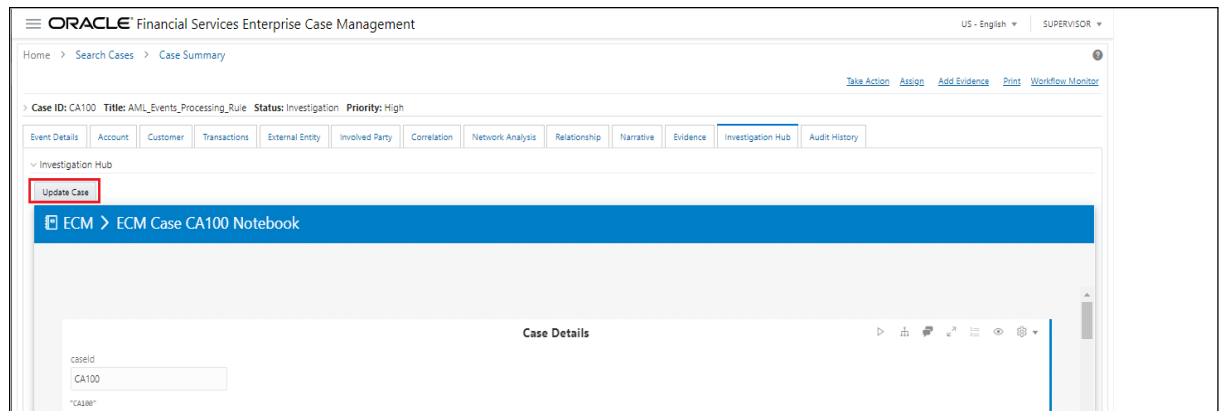 ORACLE® Financial Services Enterprise Case Management US - English SUPERVISOR
Home > Search Cases > Case Summary
Take Action Assign Add Evidence Print Workflow Monitor
> Case ID: CA100 Title: AML_Events_Processing_Rule Status: Investigation Priority: High
Event Details Account Customer Transactions External Entity Involved Party Correlation Network Analysis Relationship Narrative Evidence Investigation Hub Audit History
Investigation Hub
Update Case
ECM > ECM Case CA100 Notebook
Case Details
caseId
CA100
"CA100"